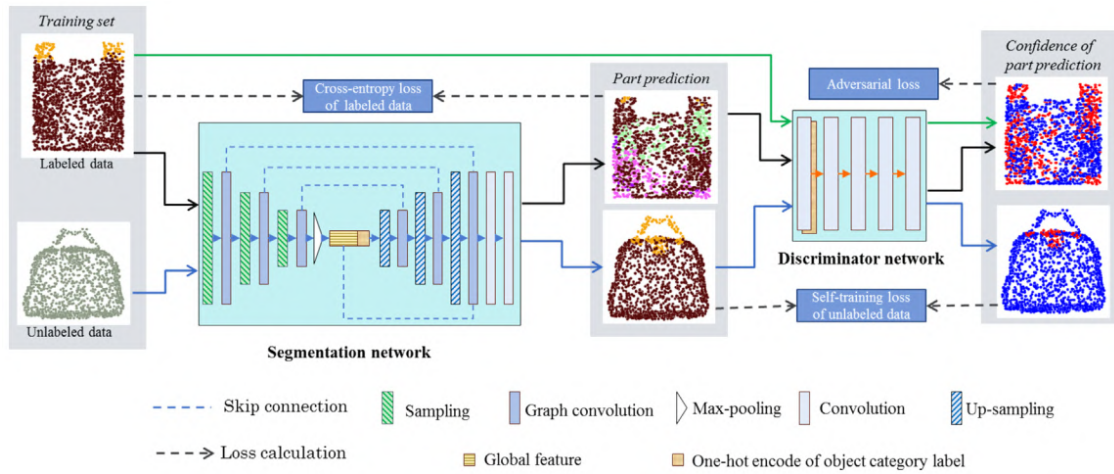 Training set
Labeled data
Unlabeled data
Cross-entropy loss
of labeled data
Segmentation network
Part prediction
Adversarial loss
Discriminator network
Self-training loss
of unlabeled data
Confidence of
part prediction
Skip connection
Sampling
Graph convolution
Max-pooling
Convolution
Up-sampling
Loss calculation
Global feature
One-hot encode of object category label